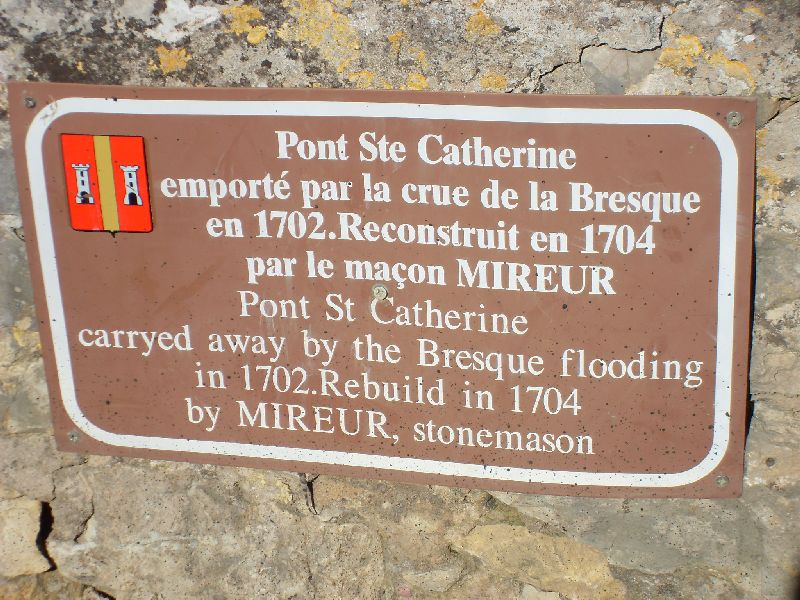 Pont Ste Catherine
emporté par la crue de la Bresque
en 1702.Reconstruit en 1704
par le maçon MIREUR
Pont St Catherine
carryed away by the Bresque flooding
in 1702.Rebuild in 1704
by MIREUR, stonemason